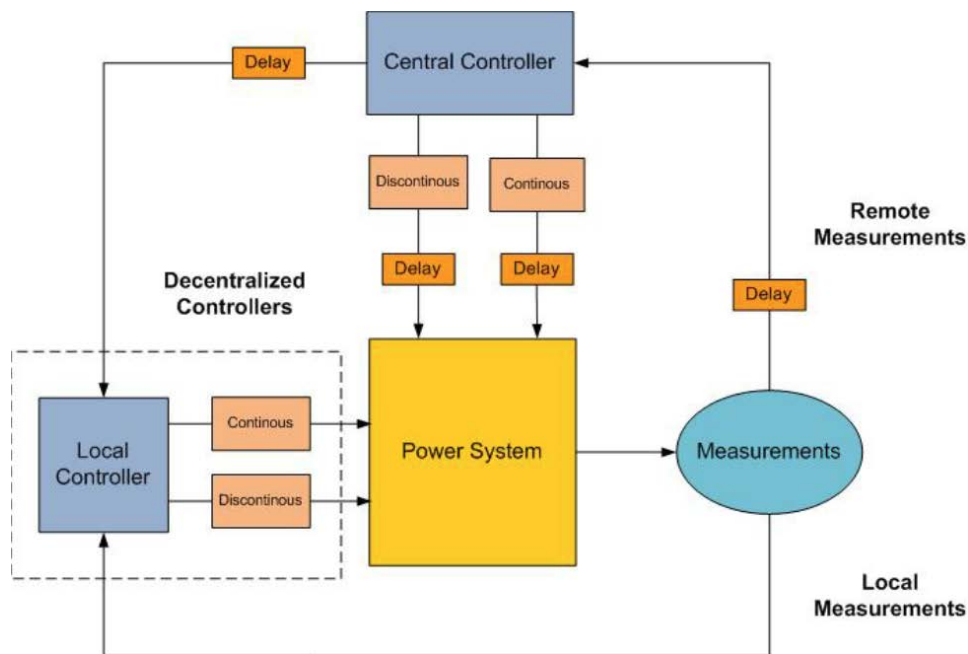 Delay
Central Controller
Discontinous
Continous
Remote
Measurements
Delay
Delay
Decentralized
Controllers
Delay
Local
Controller
Continous
Discontinous
Power System
Measurements
Local
Measurements